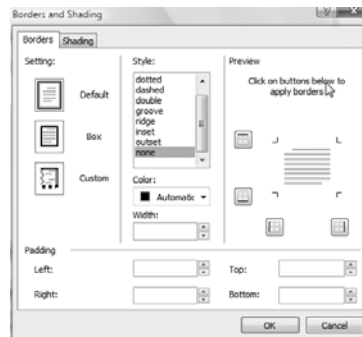 Borders and Shading
Borders
Shading
Setting:
Default
Box
Custom
Style:
dotted
dashed
double
groove
ridge
inset
outset
none
Color:
Automatic
Width:
Preview
Click on buttons below to
apply borders
Padding
Left:
Top:
Right:
Bottom:
OK
Cancel